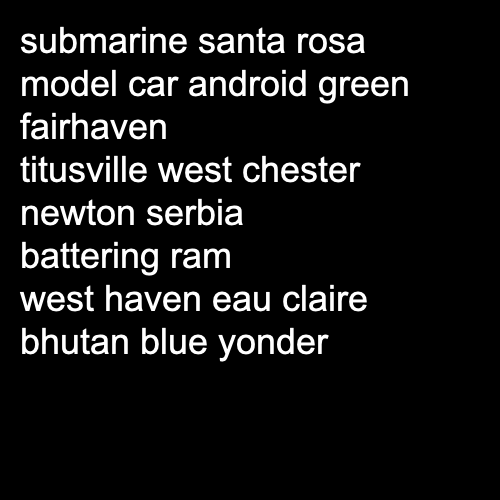 submarine santa rosa
model car android green
fairhaven
titusville west chester
newton serbia
battering ram
west haven eau claire
bhutan blue yonder